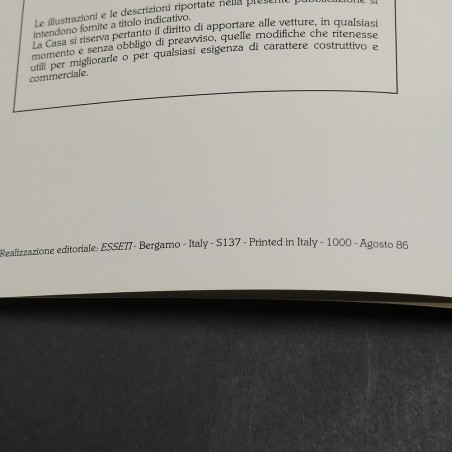 Le illustrazioni e le descrizioni riportate nella presente pubblicazione si
intendono fornite a titolo indicativo.
La Casa si riserva pertanto il diritto di apportare alle vetture, in qualsiasi
momento e senza obbligo di preavviso, quelle modifiche che ritenesse
utili per migliorarle o per qualsiasi esigenza di carattere costruttivo e
commerciale.
Realizzazione editoriale: ESSETI - Bergamo - Italy - S137 - Printed in Italy - 1000 - Agosto 86